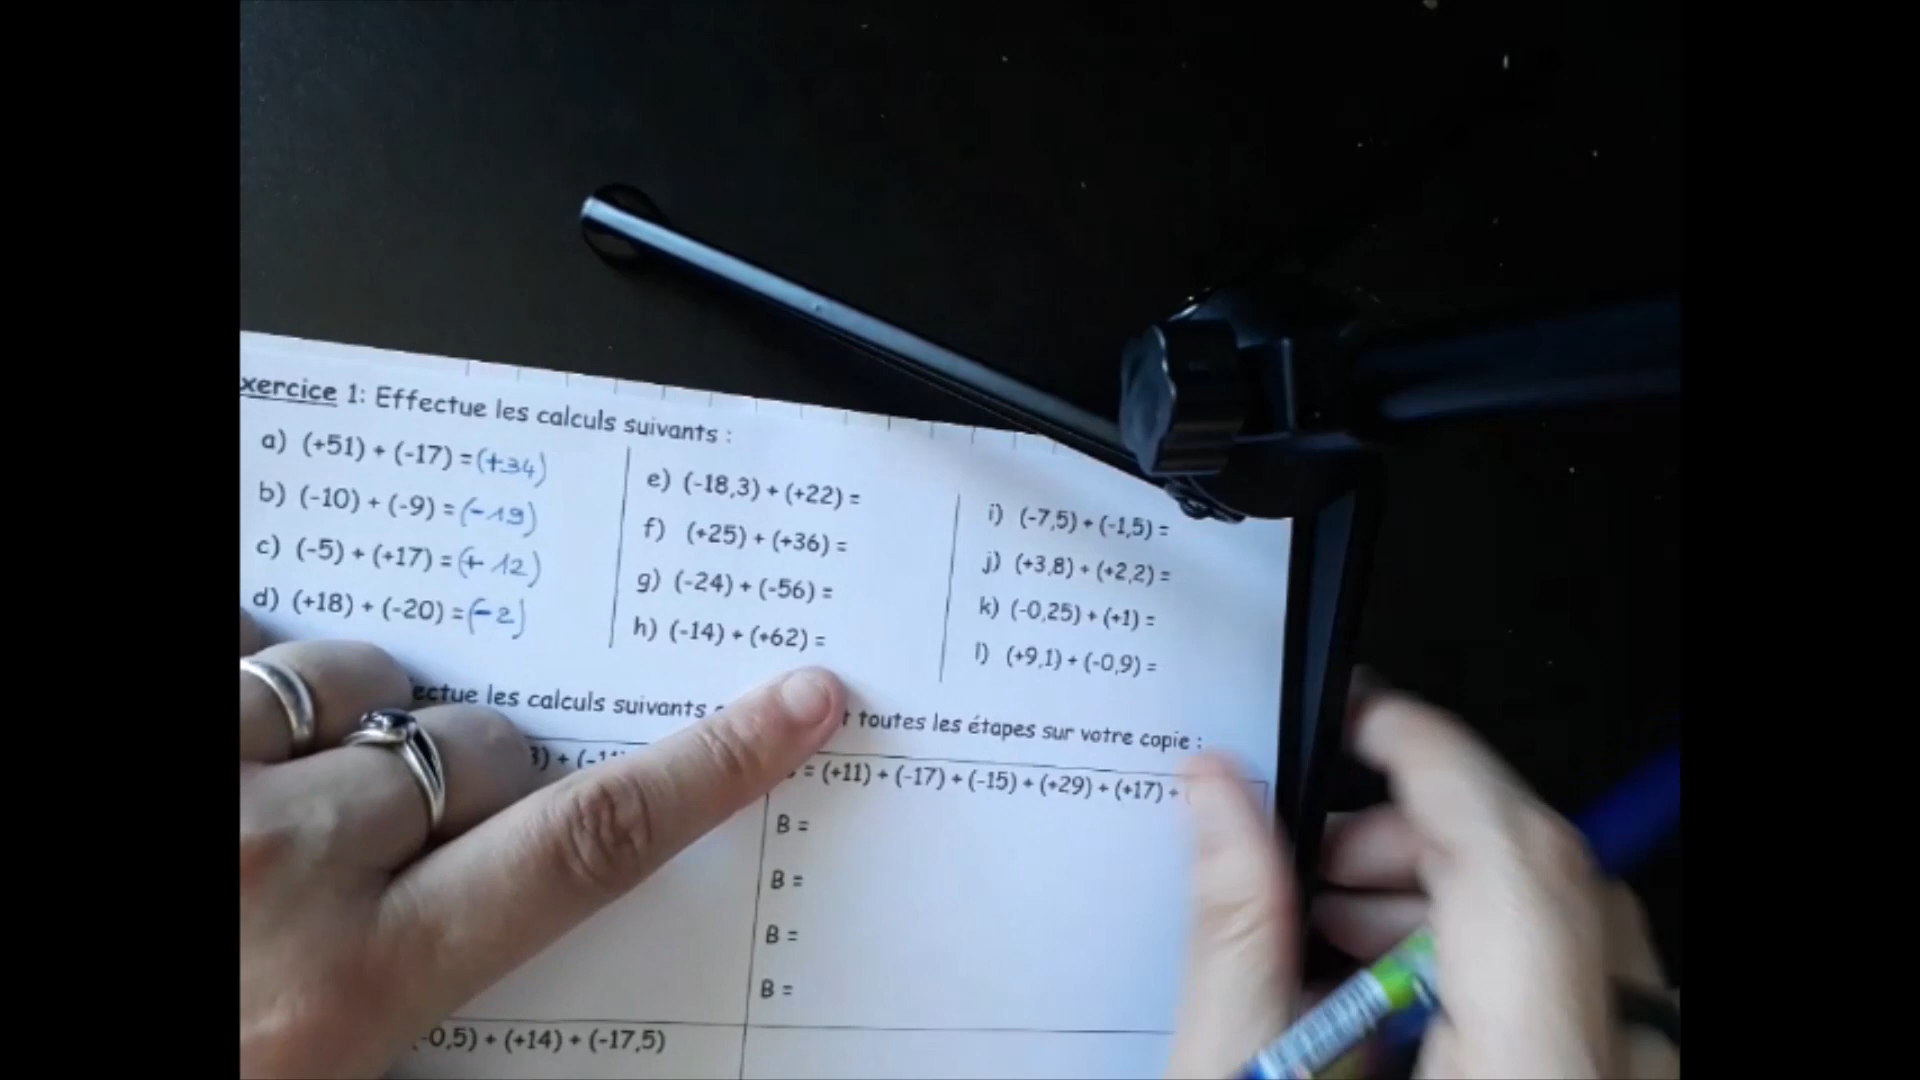 xercice 1: Effectue les calculs suivants :
a) (+51) + (-17) = (+34)
b) (-10) + (-9) = (-19)
c) (-5) + (+17) = (+ 12)
d) (+18) + (-20) = (-2)
e) (-18,3) + (+22) =
f) (+25) + (+36) =
g) (-24) + (-56) =
h) (-14) + (+62) =
i) (-7,5) + (-1,5) =
j) (+3,8) + (+2,2) =
k) (-0,25) + (+1) =
l) (+9,1) + (-0,9) =
ectue les calculs suivants toutes les étapes sur votre copie :
3) + (-11
= (+11) + (-17) + (-15) + (+29) + (+17) +
B =
B =
B =
B =
-0,5) + (+14) + (-17,5)